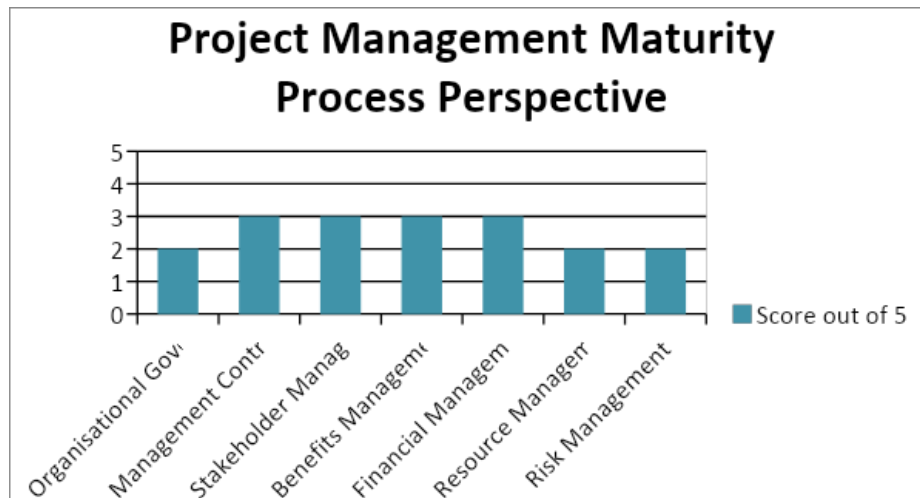 Project Management Maturity
Process Perspective
5
4
3
2
1
0
Score out of 5
Organisational Gov
Management Contr
Stakeholder Manag
Benefits Managem
Financial Managem
Resource Managem
Risk Management